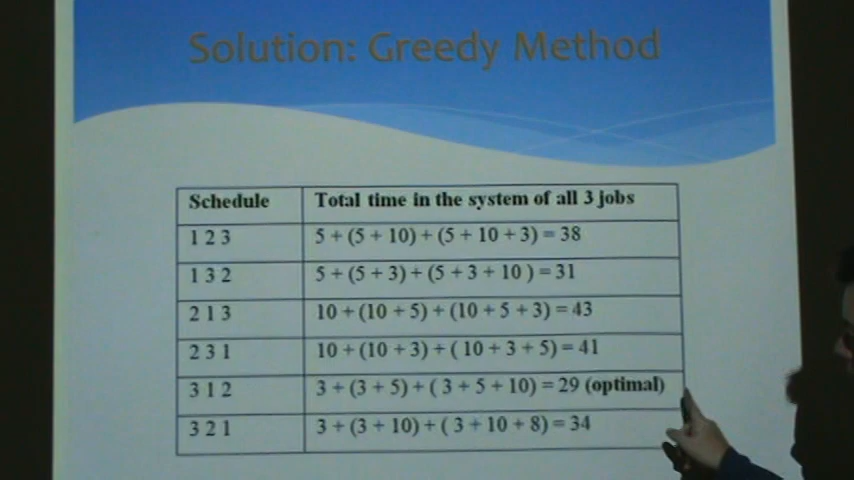 Solution: Greedy Method
Schedule Total time in the system of all 3 jobs
1 2 3 5 + (5 + 10) + (5 + 10 + 3) = 38
1 3 2 5 + (5 + 3) + (5 + 3 + 10 ) = 31
2 1 3 10 + (10 + 5) + (10 + 5 + 3) = 43
2 3 1 10 + (10 + 3) + ( 10 + 3 + 5) = 41
3 1 2 3 + (3 + 5) + ( 3 + 5 + 10) = 29 (optimal)
3 2 1 3 + (3 + 10) + ( 3 + 10 + 8) = 34